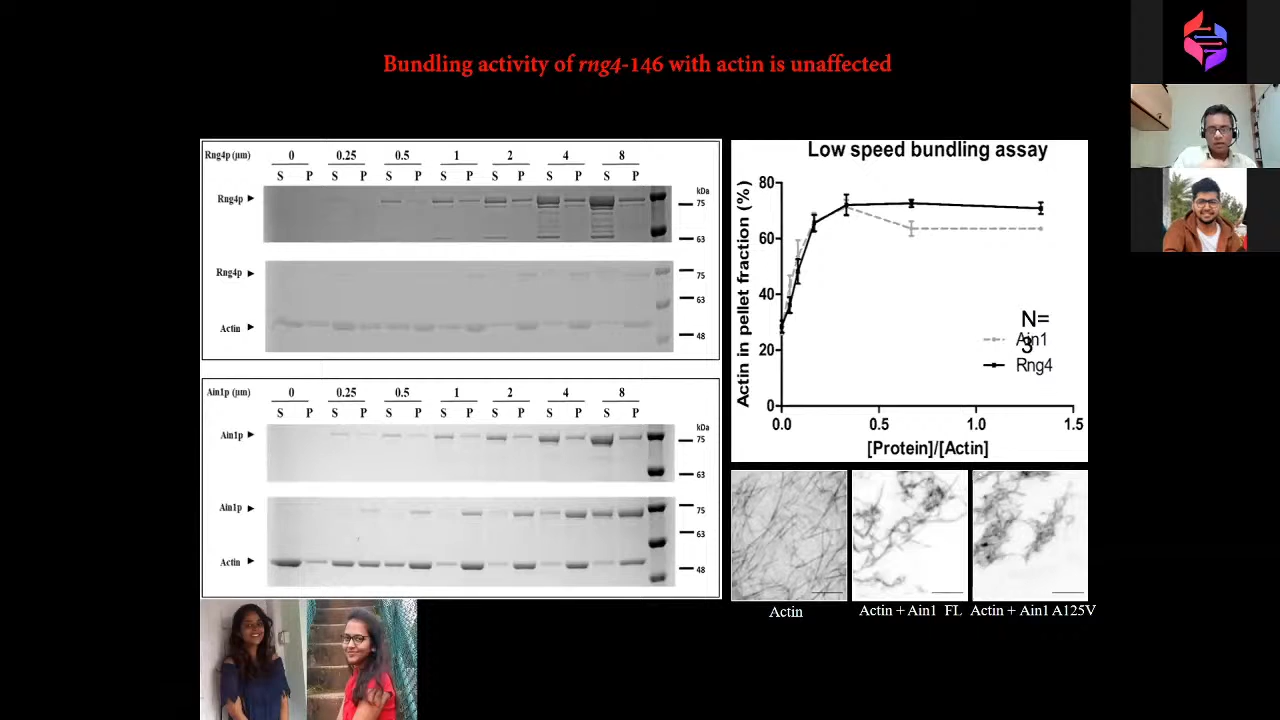 Bundling activity of rng4-146 with actin is unaffected
Rng4p (μm) 0 0.25 0.5 1 2 4 8
S P S P S P S P S P S P S P
kDa
Rng4p
75
63
Rng4p
75
63
Actin
48
Ain1p (μm) 0 0.25 0.5 1 2 4 8
S P S P S P S P S P S P S P
kDa
Ain1p
75
63
Ain1p
75
63
Actin
48
Low speed bundling assay
Actin in pellet fraction (%)
80
60
40
20
0
0.0 0.5 1.0 1.5
[Protein]/[Actin]
N=
3
Ain1
Rng4
Actin
Actin + Ain1 FL
Actin + Ain1 A125V